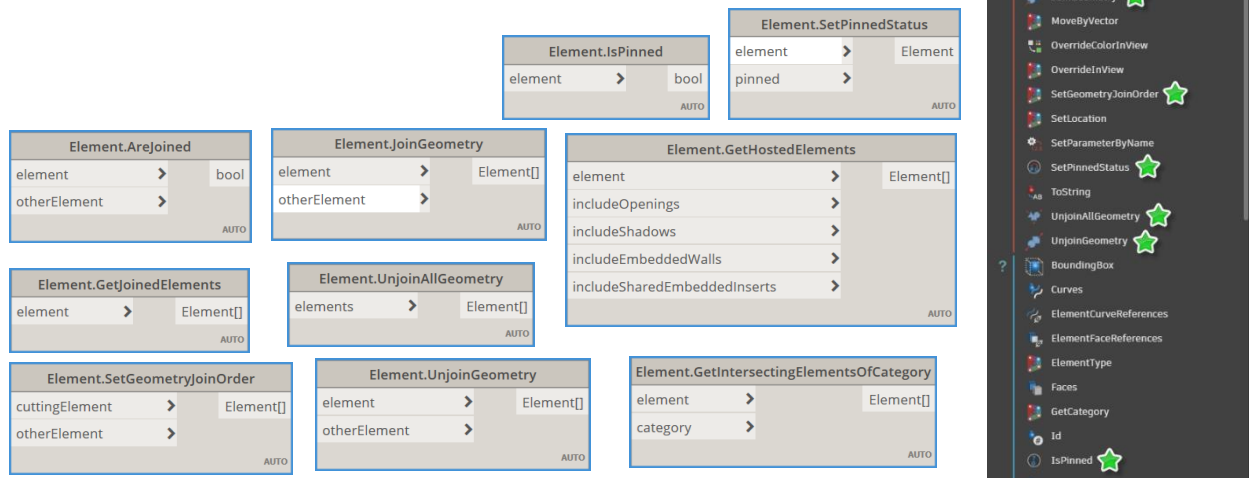 Element.IsPinned
element > bool
AUTO
Element.SetPinnedStatus
element > Element
pinned >
AUTO
Element.AreJoined
element > bool
otherElement >
AUTO
Element.JoinGeometry
element > Element[]
otherElement >
AUTO
Element.GetHostedElements
element > Element[]
includeOpenings >
includeShadows >
includeEmbeddedWalls >
includeSharedEmbeddedInserts >
AUTO
Element.GetJoinedElements
element > Element[]
AUTO
Element.UnjoinAllGeometry
elements > Element[]
AUTO
Element.SetGeometryJoinOrder
cuttingElement > Element[]
otherElement >
AUTO
Element.UnjoinGeometry
element > Element[]
otherElement >
AUTO
Element.GetIntersectingElementsOfCategory
element > Element[]
category >
AUTO
MoveByVector
OverrideColorInView
OverrideInView
SetGeometryJoinOrder
SetLocation
SetParameterByName
SetPinnedStatus
ToString
UnjoinAllGeometry
UnjoinGeometry
? BoundingBox
Curves
ElementCurveReferences
ElementFaceReferences
ElementType
Faces
GetCategory
Id
IsPinned